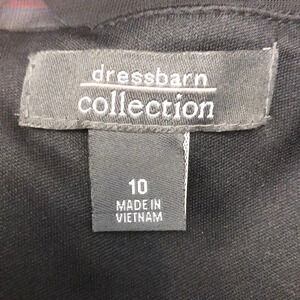 dressbarn
collection
10
MADE IN
VIETNAM